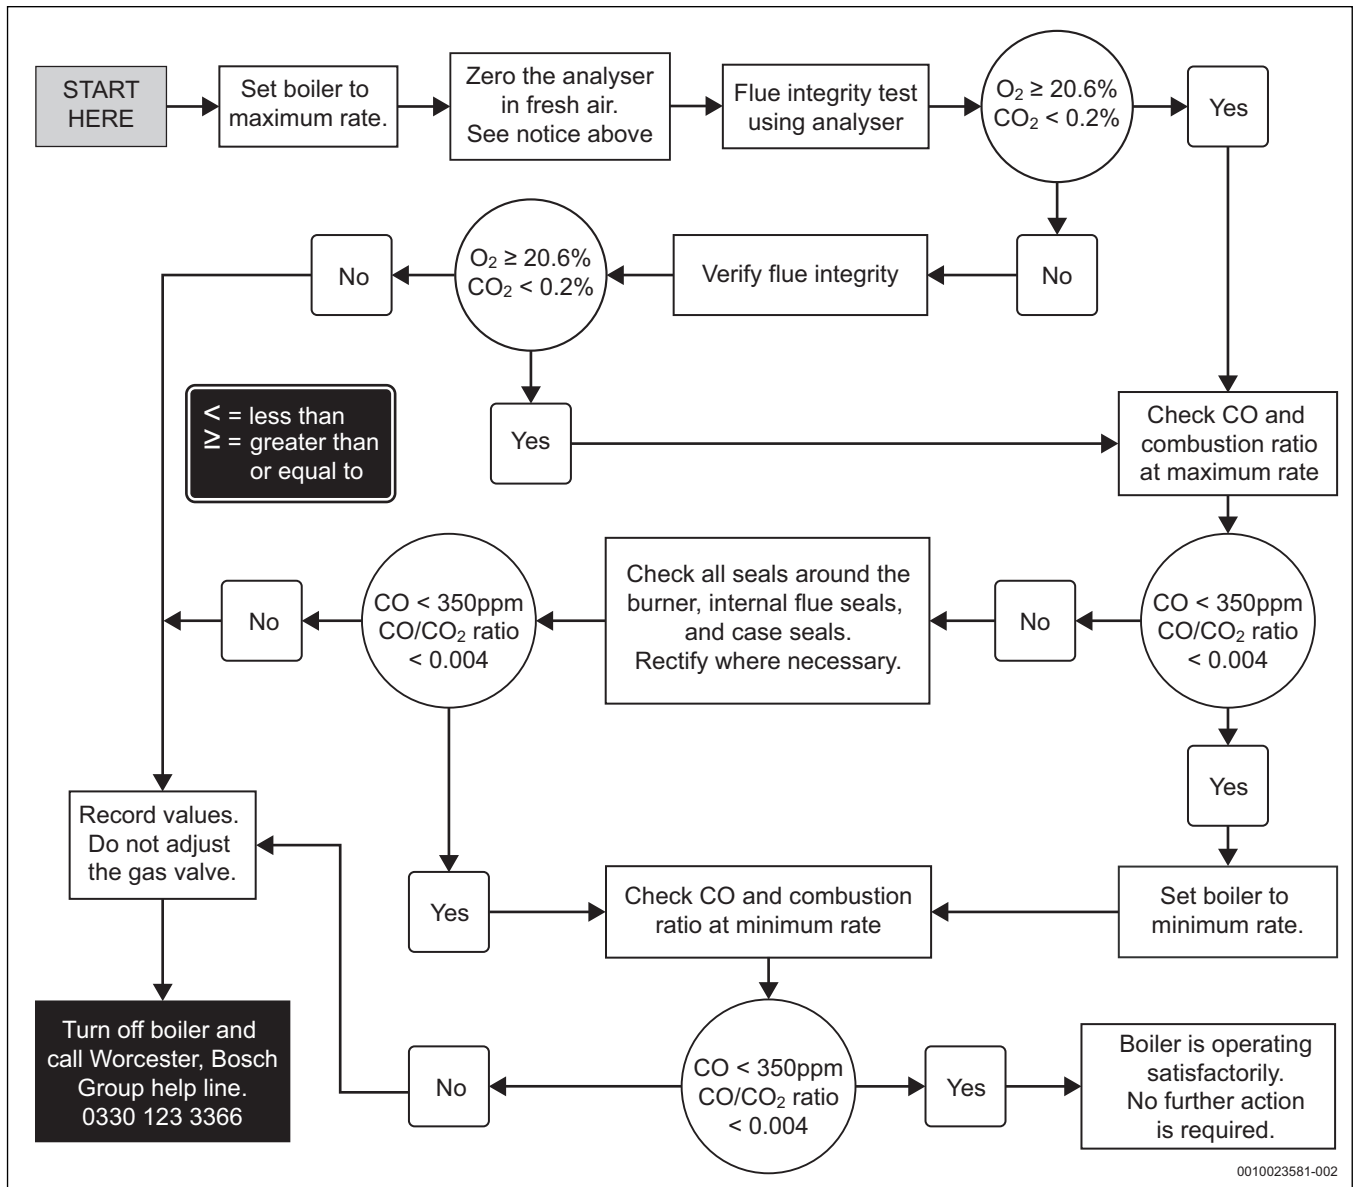 START
HERE
Set boiler to
maximum rate.
Zero the analyser
in fresh air.
See notice above
Flue integrity test
using analyser
O₂ ≥ 20.6%
CO₂ < 0.2%
Yes
No
O₂ ≥ 20.6%
CO₂ < 0.2%
Verify flue integrity
No
< = less than
≥ = greater than
or equal to
Yes
Check CO and
combustion ratio
at maximum rate
No
CO < 350ppm
CO/CO₂ ratio
< 0.004
Check all seals around the
burner, internal flue seals,
and case seals.
Rectify where necessary.
No
CO < 350ppm
CO/CO₂ ratio
< 0.004
Yes
Record values.
Do not adjust
the gas valve.
Yes
Check CO and combustion
ratio at minimum rate
Set boiler to
minimum rate.
Turn off boiler and
call Worcester, Bosch
Group help line.
0330 123 3366
No
CO < 350ppm
CO/CO₂ ratio
< 0.004
Yes
Boiler is operating
satisfactorily.
No further action
is required.
0010023581-002